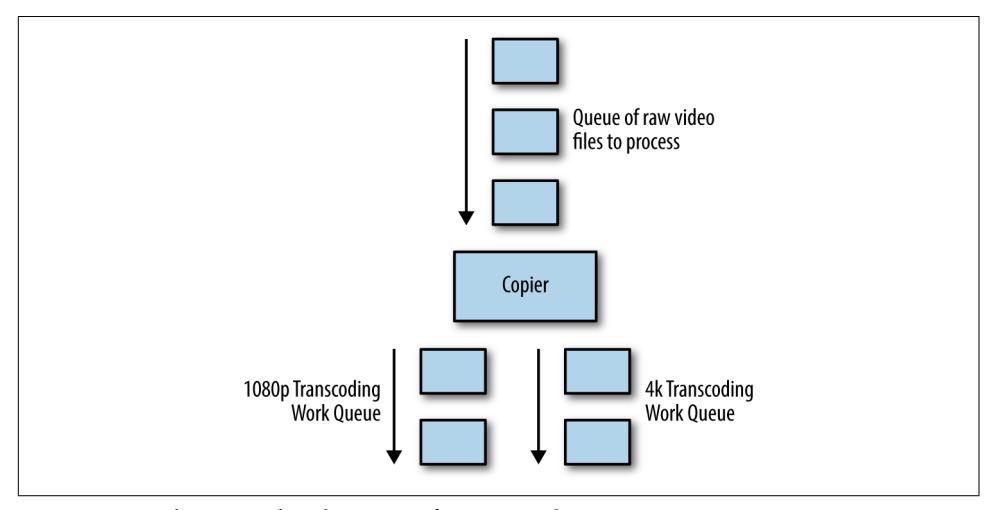 Queue of raw video
files to process
Copier
1080p Transcoding
Work Queue
4k Transcoding
Work Queue